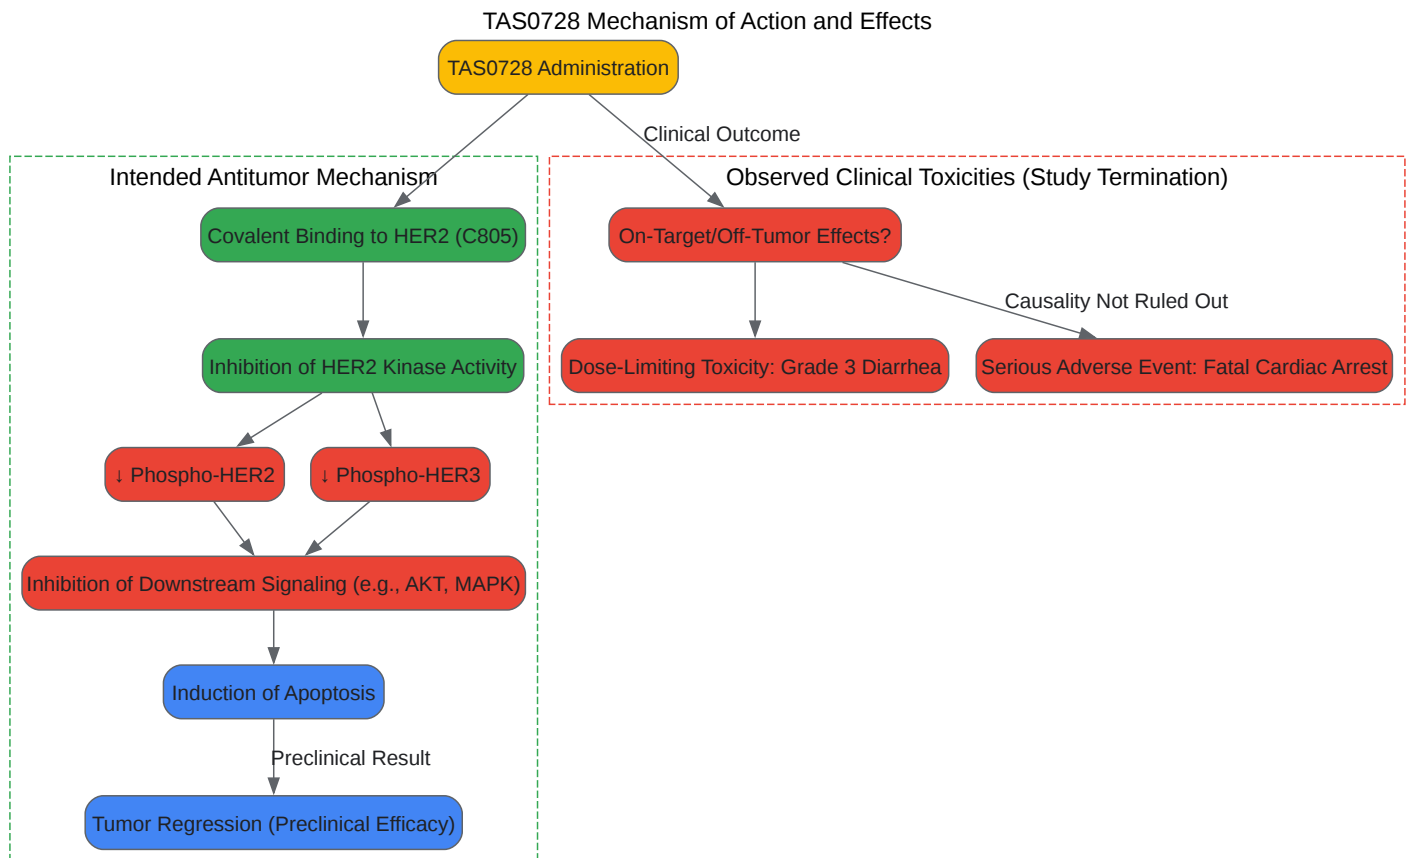 TAS0728 Mechanism of Action and Effects
TAS0728 Administration
Clinical Outcome
Intended Antitumor Mechanism
Covalent Binding to HER2 (C805)
Inhibition of HER2 Kinase Activity
↓ Phospho-HER2
↓ Phospho-HER3
Inhibition of Downstream Signaling (e.g., AKT, MAPK)
Induction of Apoptosis
Preclinical Result
Tumor Regression (Preclinical Efficacy)
Observed Clinical Toxicities (Study Termination)
On-Target/Off-Tumor Effects?
Causality Not Ruled Out
Dose-Limiting Toxicity: Grade 3 Diarrhea
Serious Adverse Event: Fatal Cardiac Arrest